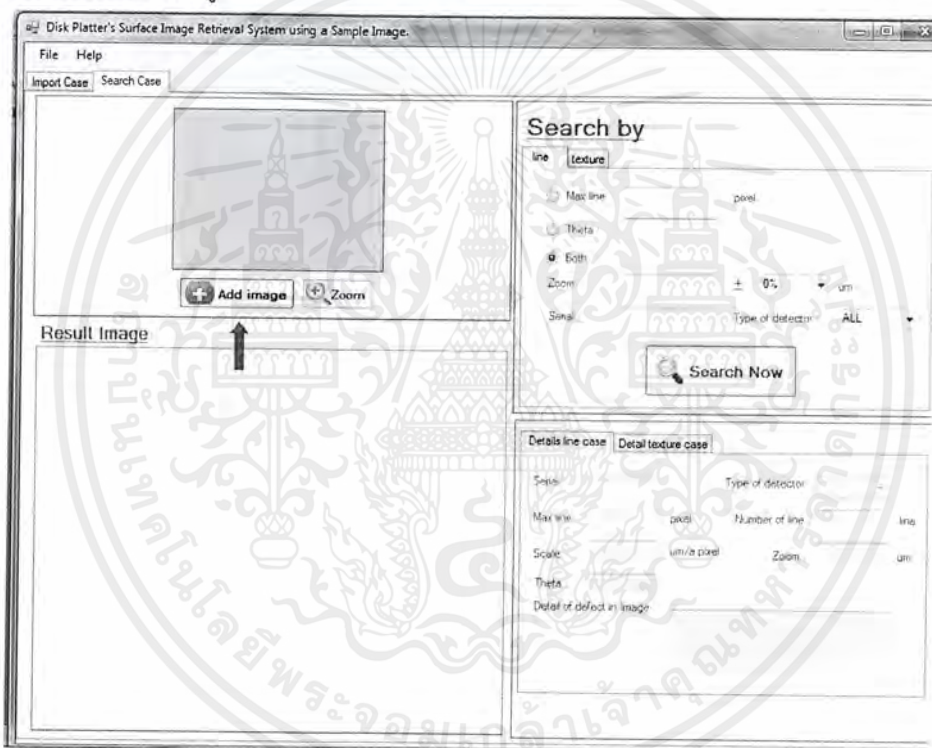 Disk Platter's Surface Image Retrieval System using a Sample Image.
File Help
Import Case Search Case
Add image Zoom
Result Image
Search by
line texture
Max line pixel
Theta
Both
Zoom ± 0% um
Serial Type of detector ALL
Search Now
Details line case Detail texture case
Serial Type of detector
Max line pixel Number of line line
Scale um/a pixel Zoom um
Theta
Detail of defect in image